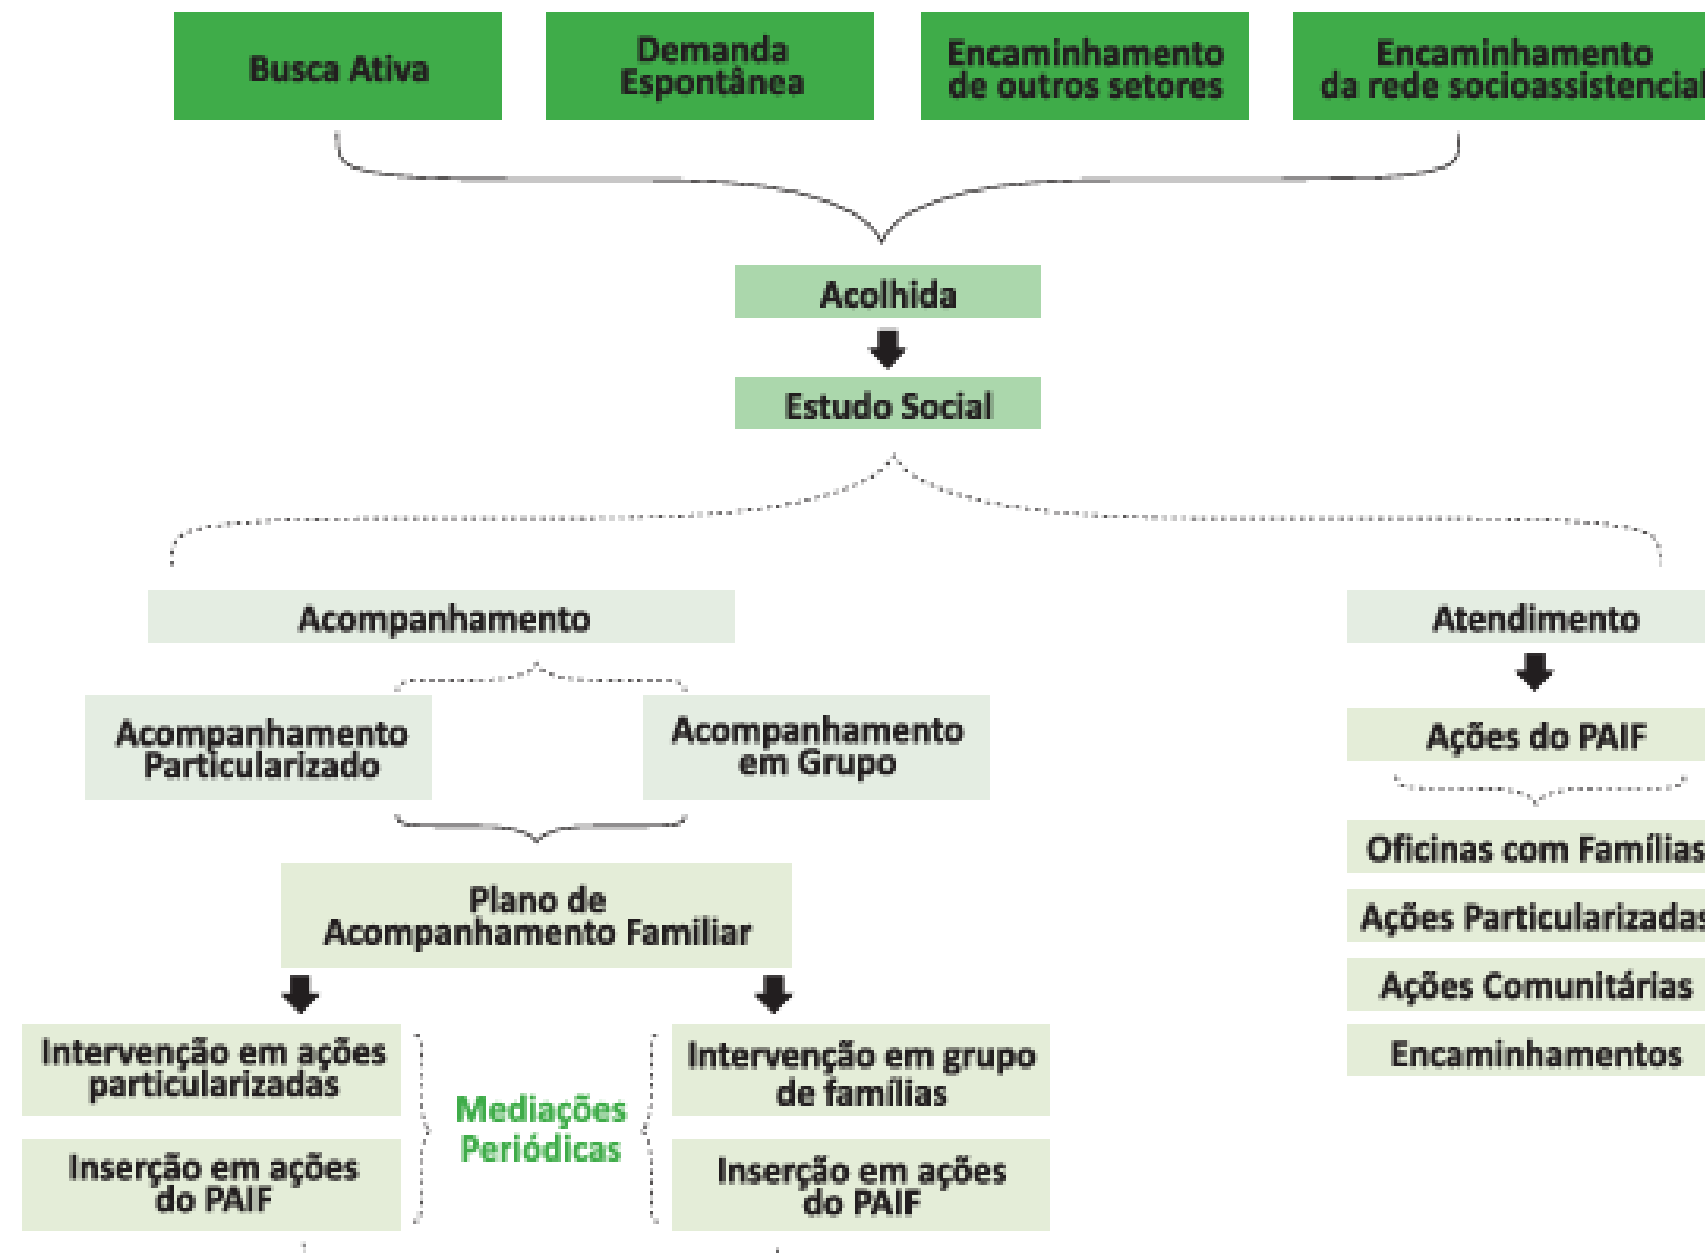 Busca Ativa
Demanda
Espontânea
Encaminhamento
de outros setores
Encaminhamento
da rede socioassistencial
Acolhida
Estudo Social
Acompanhamento
Atendimento
Acompanhamento
Particularizado
Acompanhamento
em Grupo
Ações do PAIF
Plano de
Acompanhamento Familiar
Oficinas com Famílias
Ações Particularizadas
Ações Comunitárias
Encaminhamentos
Intervenção em ações
particularizadas
Mediações
Periódicas
Intervenção em grupo
de famílias
Inserção em ações
do PAIF
Inserção em ações
do PAIF